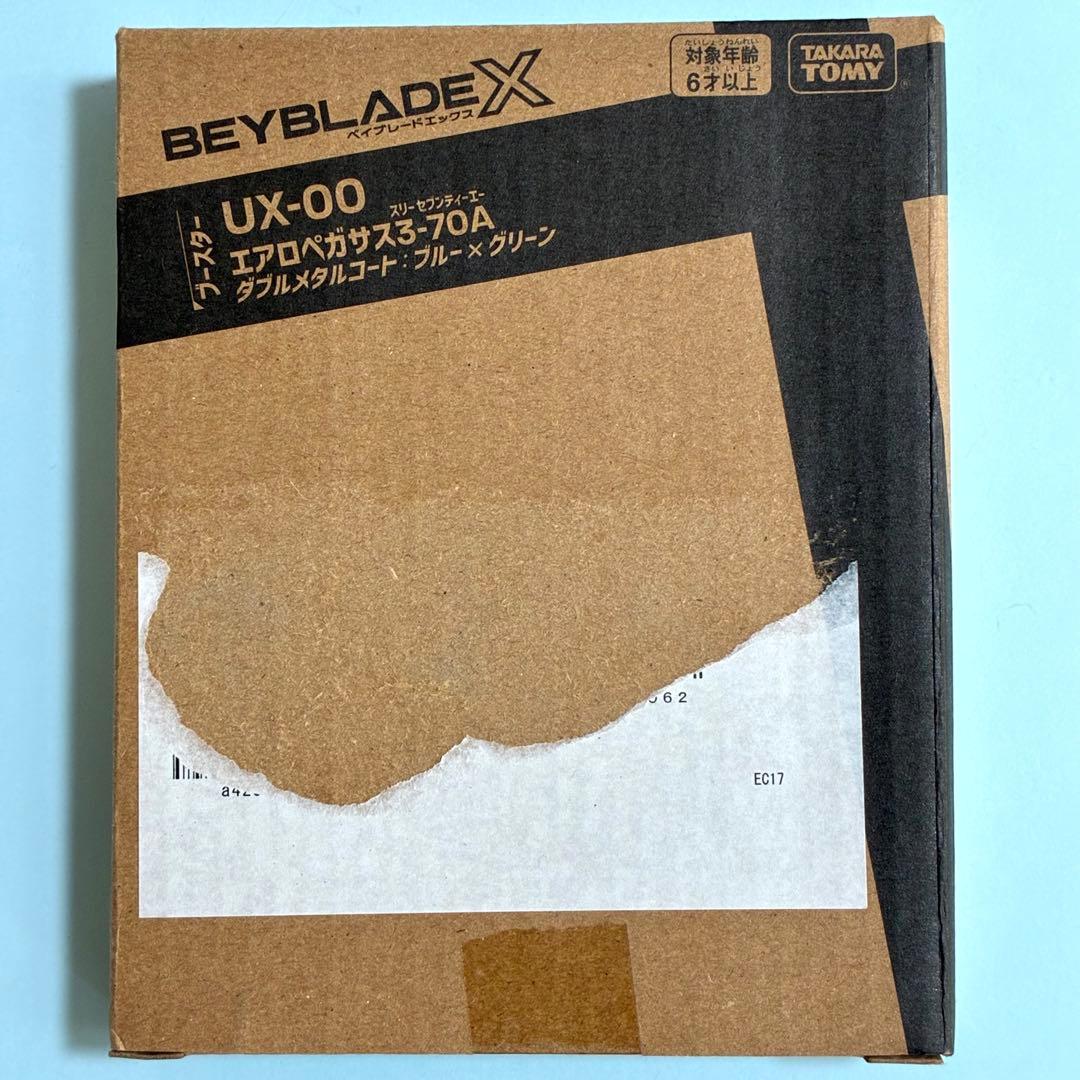 BEYBLADE X
ベイブレードエックス
たいしょうねんれい
対象年齢
さい いじょう
6才以上
TAKARA
TOMY
ブースター
UX-00
スリーセブンティーエー
エアロペガサス3-70A
ダブルメタルコート:ブルー×グリーン
62
EC17
a42